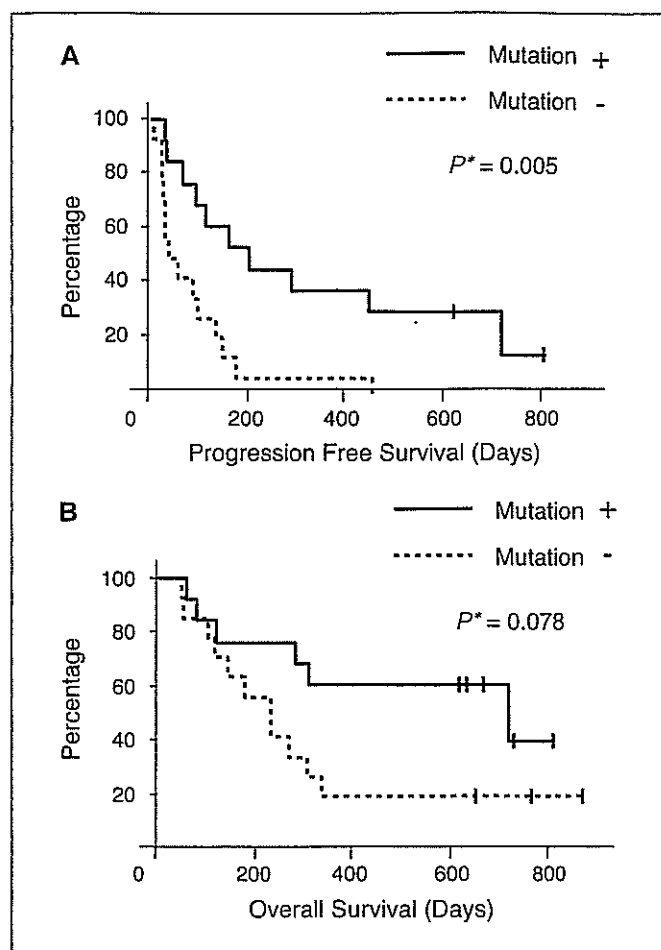 A
Mutation +
Mutation -
P* = 0.005
100
80
60
40
20
Percentage
0 200 400 600 800
Progression Free Survival (Days)
B
Mutation +
Mutation -
P* = 0.078
100
80
60
40
20
Percentage
0 200 400 600 800
Overall Survival (Days)